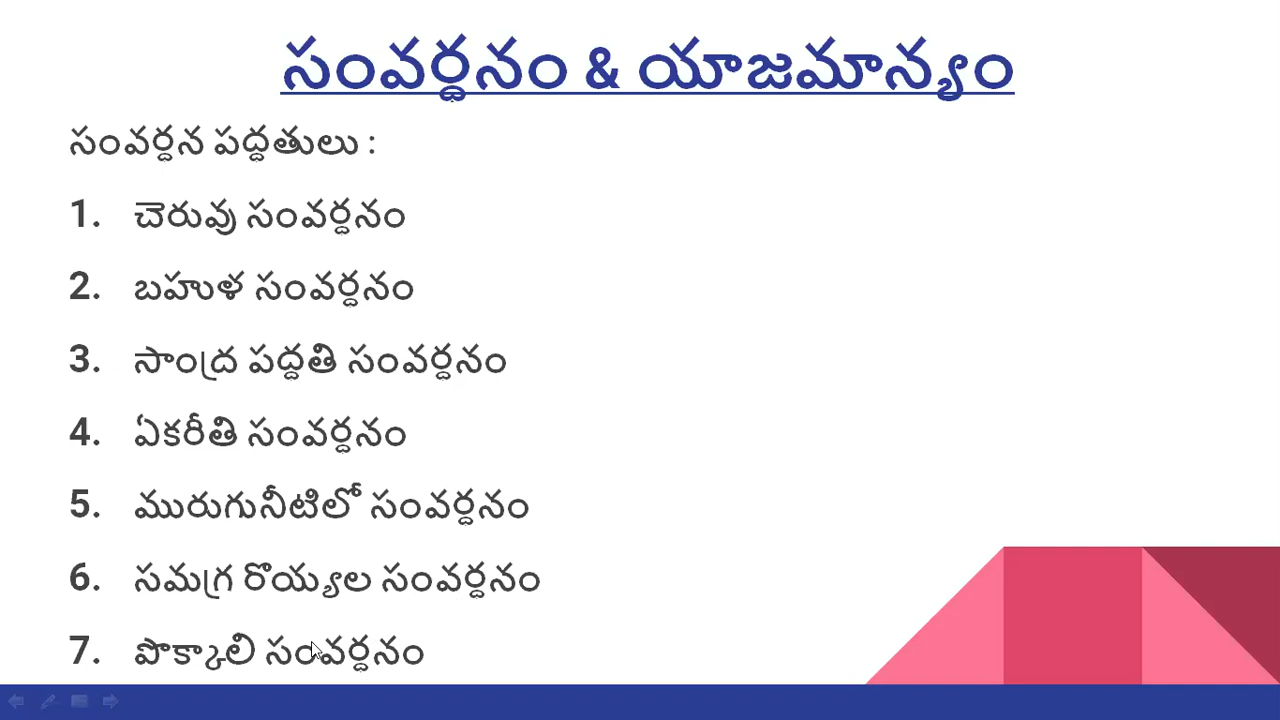 సంవర్ధనం & యాజమాన్యం
సంవర్ధన పద్ధతులు :
1. చెరువు సంవర్ధనం
2. బహుళ సంవర్ధనం
3. సాంద్ర పద్ధతి సంవర్ధనం
4. ఏకరీతి సంవర్ధనం
5. మురుగునీటిలో సంవర్ధనం
6. సమగ్ర రొయ్యల సంవర్ధనం
7. పొక్కాలి సంవర్ధనం